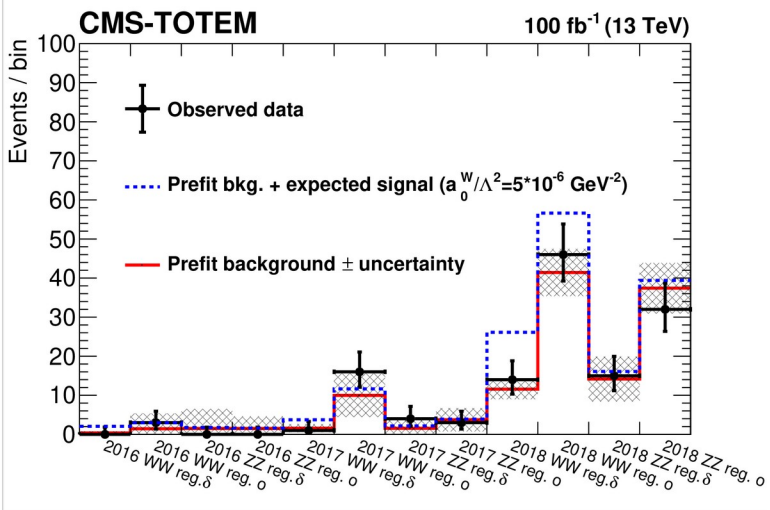 CMS-TOTEM 100 fb⁻¹ (13 TeV)
Events / bin
100
90
80
70
60
50
40
30
20
10
0
Observed data
Prefit bkg. + expected signal (a₀ᵂ/Λ²=5*10⁻⁶ GeV⁻²)
Prefit background ± uncertainty
2016 WW reg.δ
2016 WW reg. o
2016 ZZ reg.δ
2016 ZZ reg. o
2017 WW reg.δ
2017 WW reg. o
2017 ZZ reg.δ
2017 ZZ reg. o
2018 WW reg.δ
2018 WW reg. o
2018 ZZ reg.δ
2018 ZZ reg. o